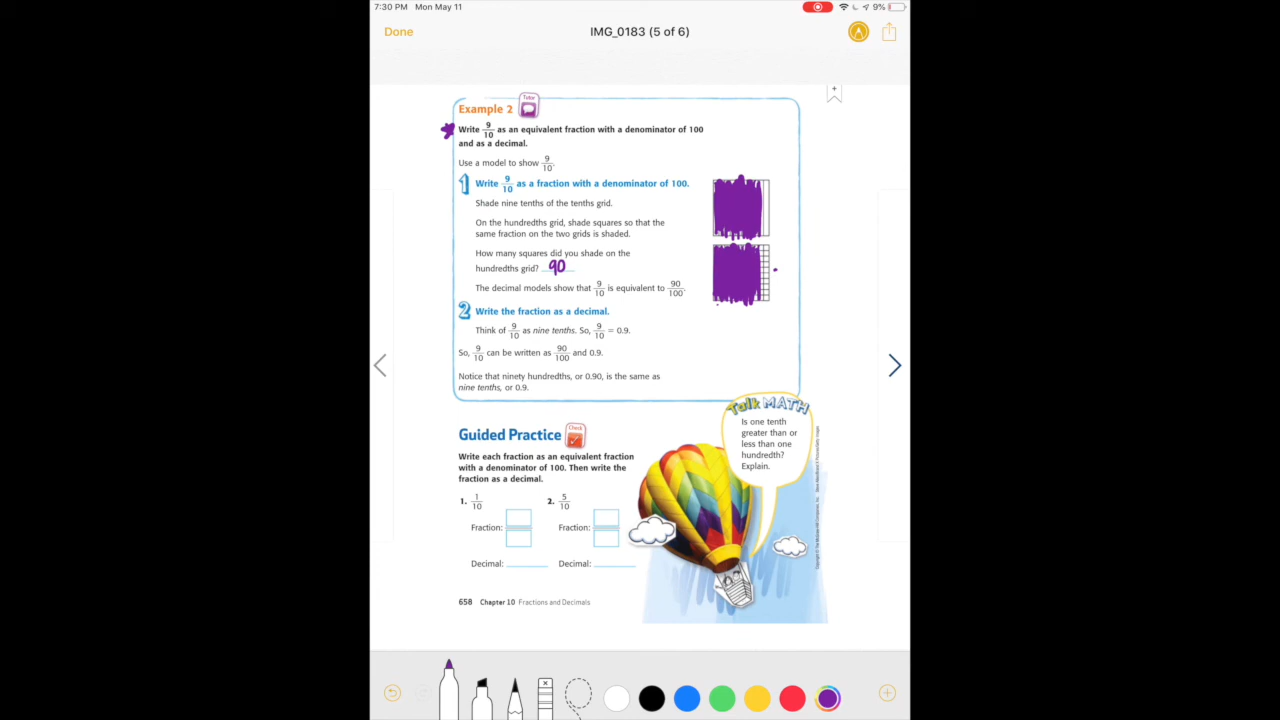 7:30 PM Mon May 11
9%
Done
IMG_0183 (5 of 6)
Example 2
Tutor
Write 9/10 as an equivalent fraction with a denominator of 100
and as a decimal.
Use a model to show 9/10.
1 Write 9/10 as a fraction with a denominator of 100.
Shade nine tenths of the tenths grid.
On the hundredths grid, shade squares so that the
same fraction on the two grids is shaded.
How many squares did you shade on the
hundredths grid? 90
The decimal models show that 9/10 is equivalent to 90/100.
2 Write the fraction as a decimal.
Think of 9/10 as nine tenths. So, 9/10 = 0.9.
So, 9/10 can be written as 90/100 and 0.9.
Notice that ninety hundredths, or 0.90, is the same as
nine tenths, or 0.9.
Talk MATH
Is one tenth
greater than or
less than one
hundredth?
Explain.
Guided Practice
Check
Write each fraction as an equivalent fraction
with a denominator of 100. Then write the
fraction as a decimal.
1. 1/10
2. 5/10
Fraction:
Fraction:
Decimal:
Decimal:
658 Chapter 10 Fractions and Decimals